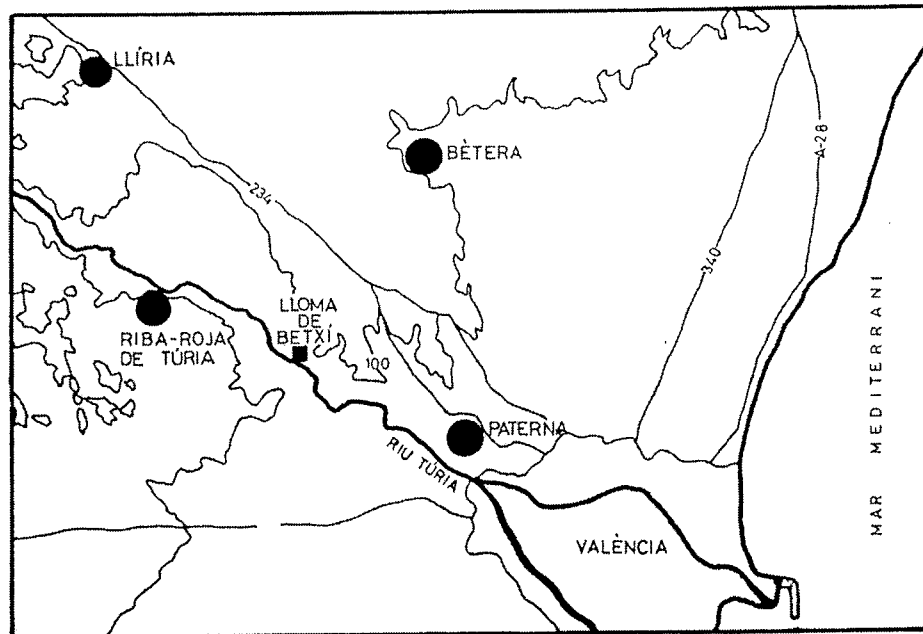 LLÍRIA
BÈTERA
234
A-28
340
LLOMA
DE
BETXÍ
RIBA-ROJA
DE TÚRIA
100
PATERNA
RIU TÚRIA
VALÈNCIA
MAR MEDITERRANI